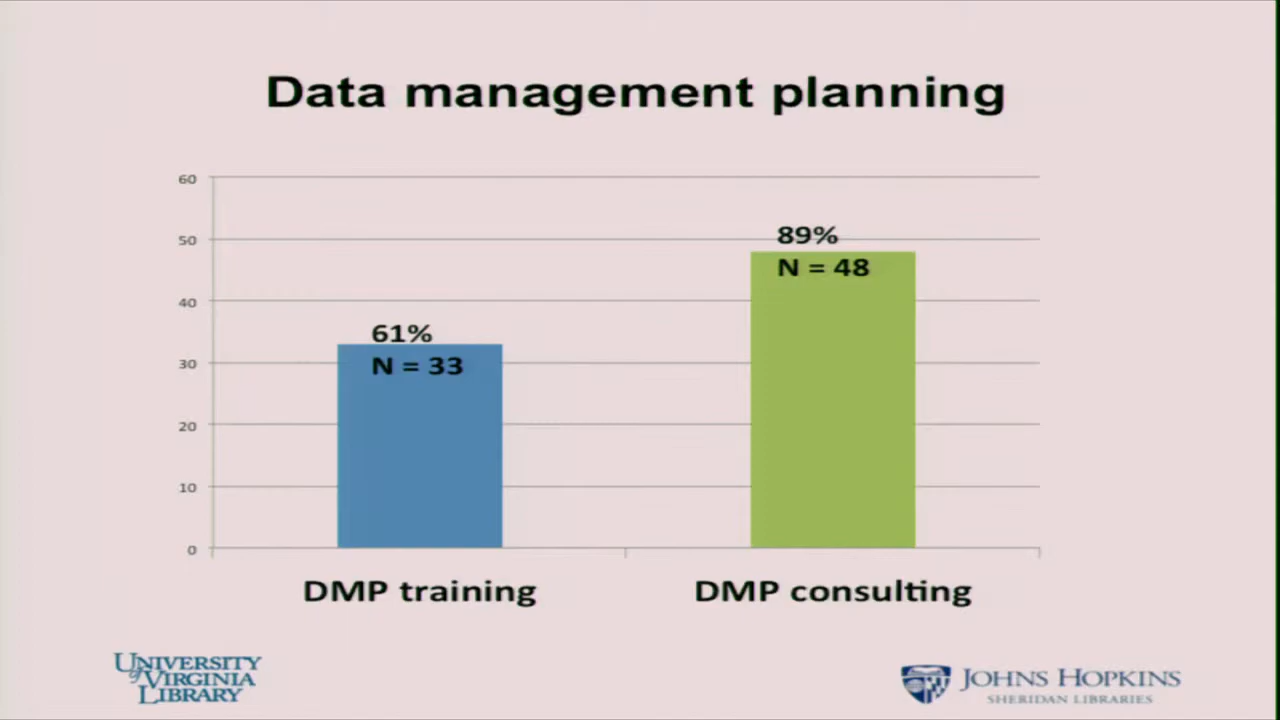 Data management planning
60
50
40
30
20
10
0
89%
N = 48
61%
N = 33
DMP training
DMP consulting
UNIVERSITY
of VIRGINIA
LIBRARY
JOHNS HOPKINS
SHERIDAN LIBRARIES